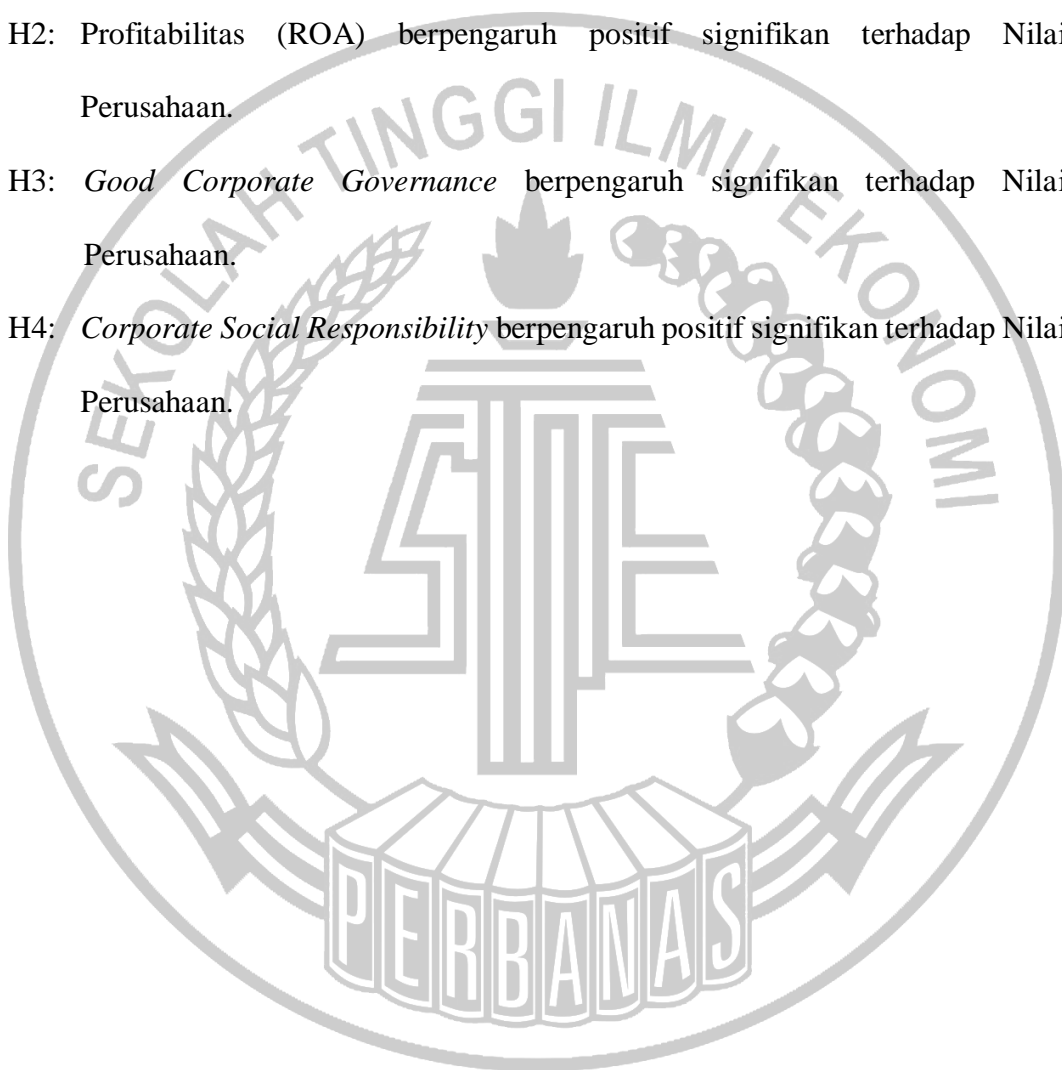 H2: Profitabilitas (ROA) berpengaruh positif signifikan terhadap Nilai
Perusahaan.
H3: Good Corporate Governance berpengaruh signifikan terhadap Nilai
Perusahaan.
H4: Corporate Social Responsibility berpengaruh positif signifikan terhadap Nilai
Perusahaan.
SEKOLAH TINGGI ILMU EKONOMI
PERBANAS